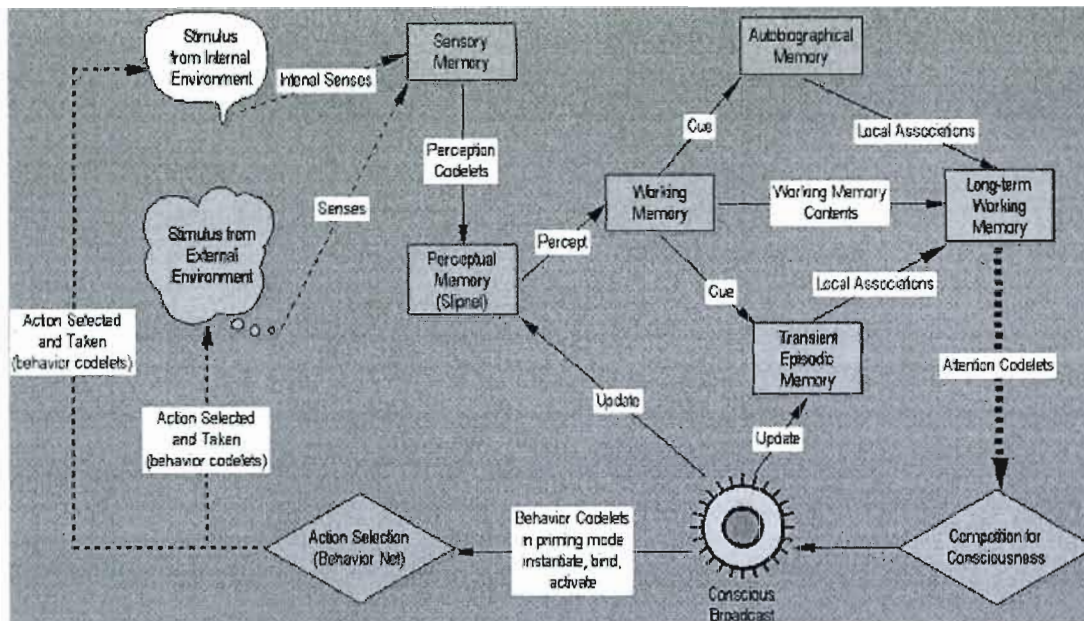 Stimulus
from Internal
Environment
Intenal Senses
Sensory
Memory
Autobiographical
Memory
Cue
Local Associations
Perception
Codelets
Senses
Stimulus from
External
Environment
Working
Memory
Working Memory
Contents
Long-term
Working
Memory
Percept
Perceptual
Memory
(Slipnet)
Cue
Local Associations
Action Selected
and Taken
(behavior codelets)
Transient
Episodic
Memory
Attention Codelets
Update
Action Selected
and Taken
(behavior codelets)
Update
Action Selection
(Behavior Net)
Behavior Codelets
in priming mode
instantiate, bind,
activate
Competition for
Consciousness
Conscious
Broadcast